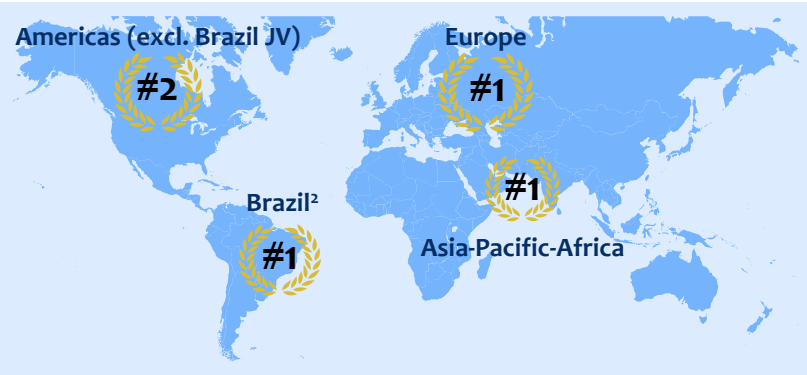 Americas (excl. Brazil JV)
#2
Europe
#1
#1
Brazil²
#1
Asia-Pacific-Africa